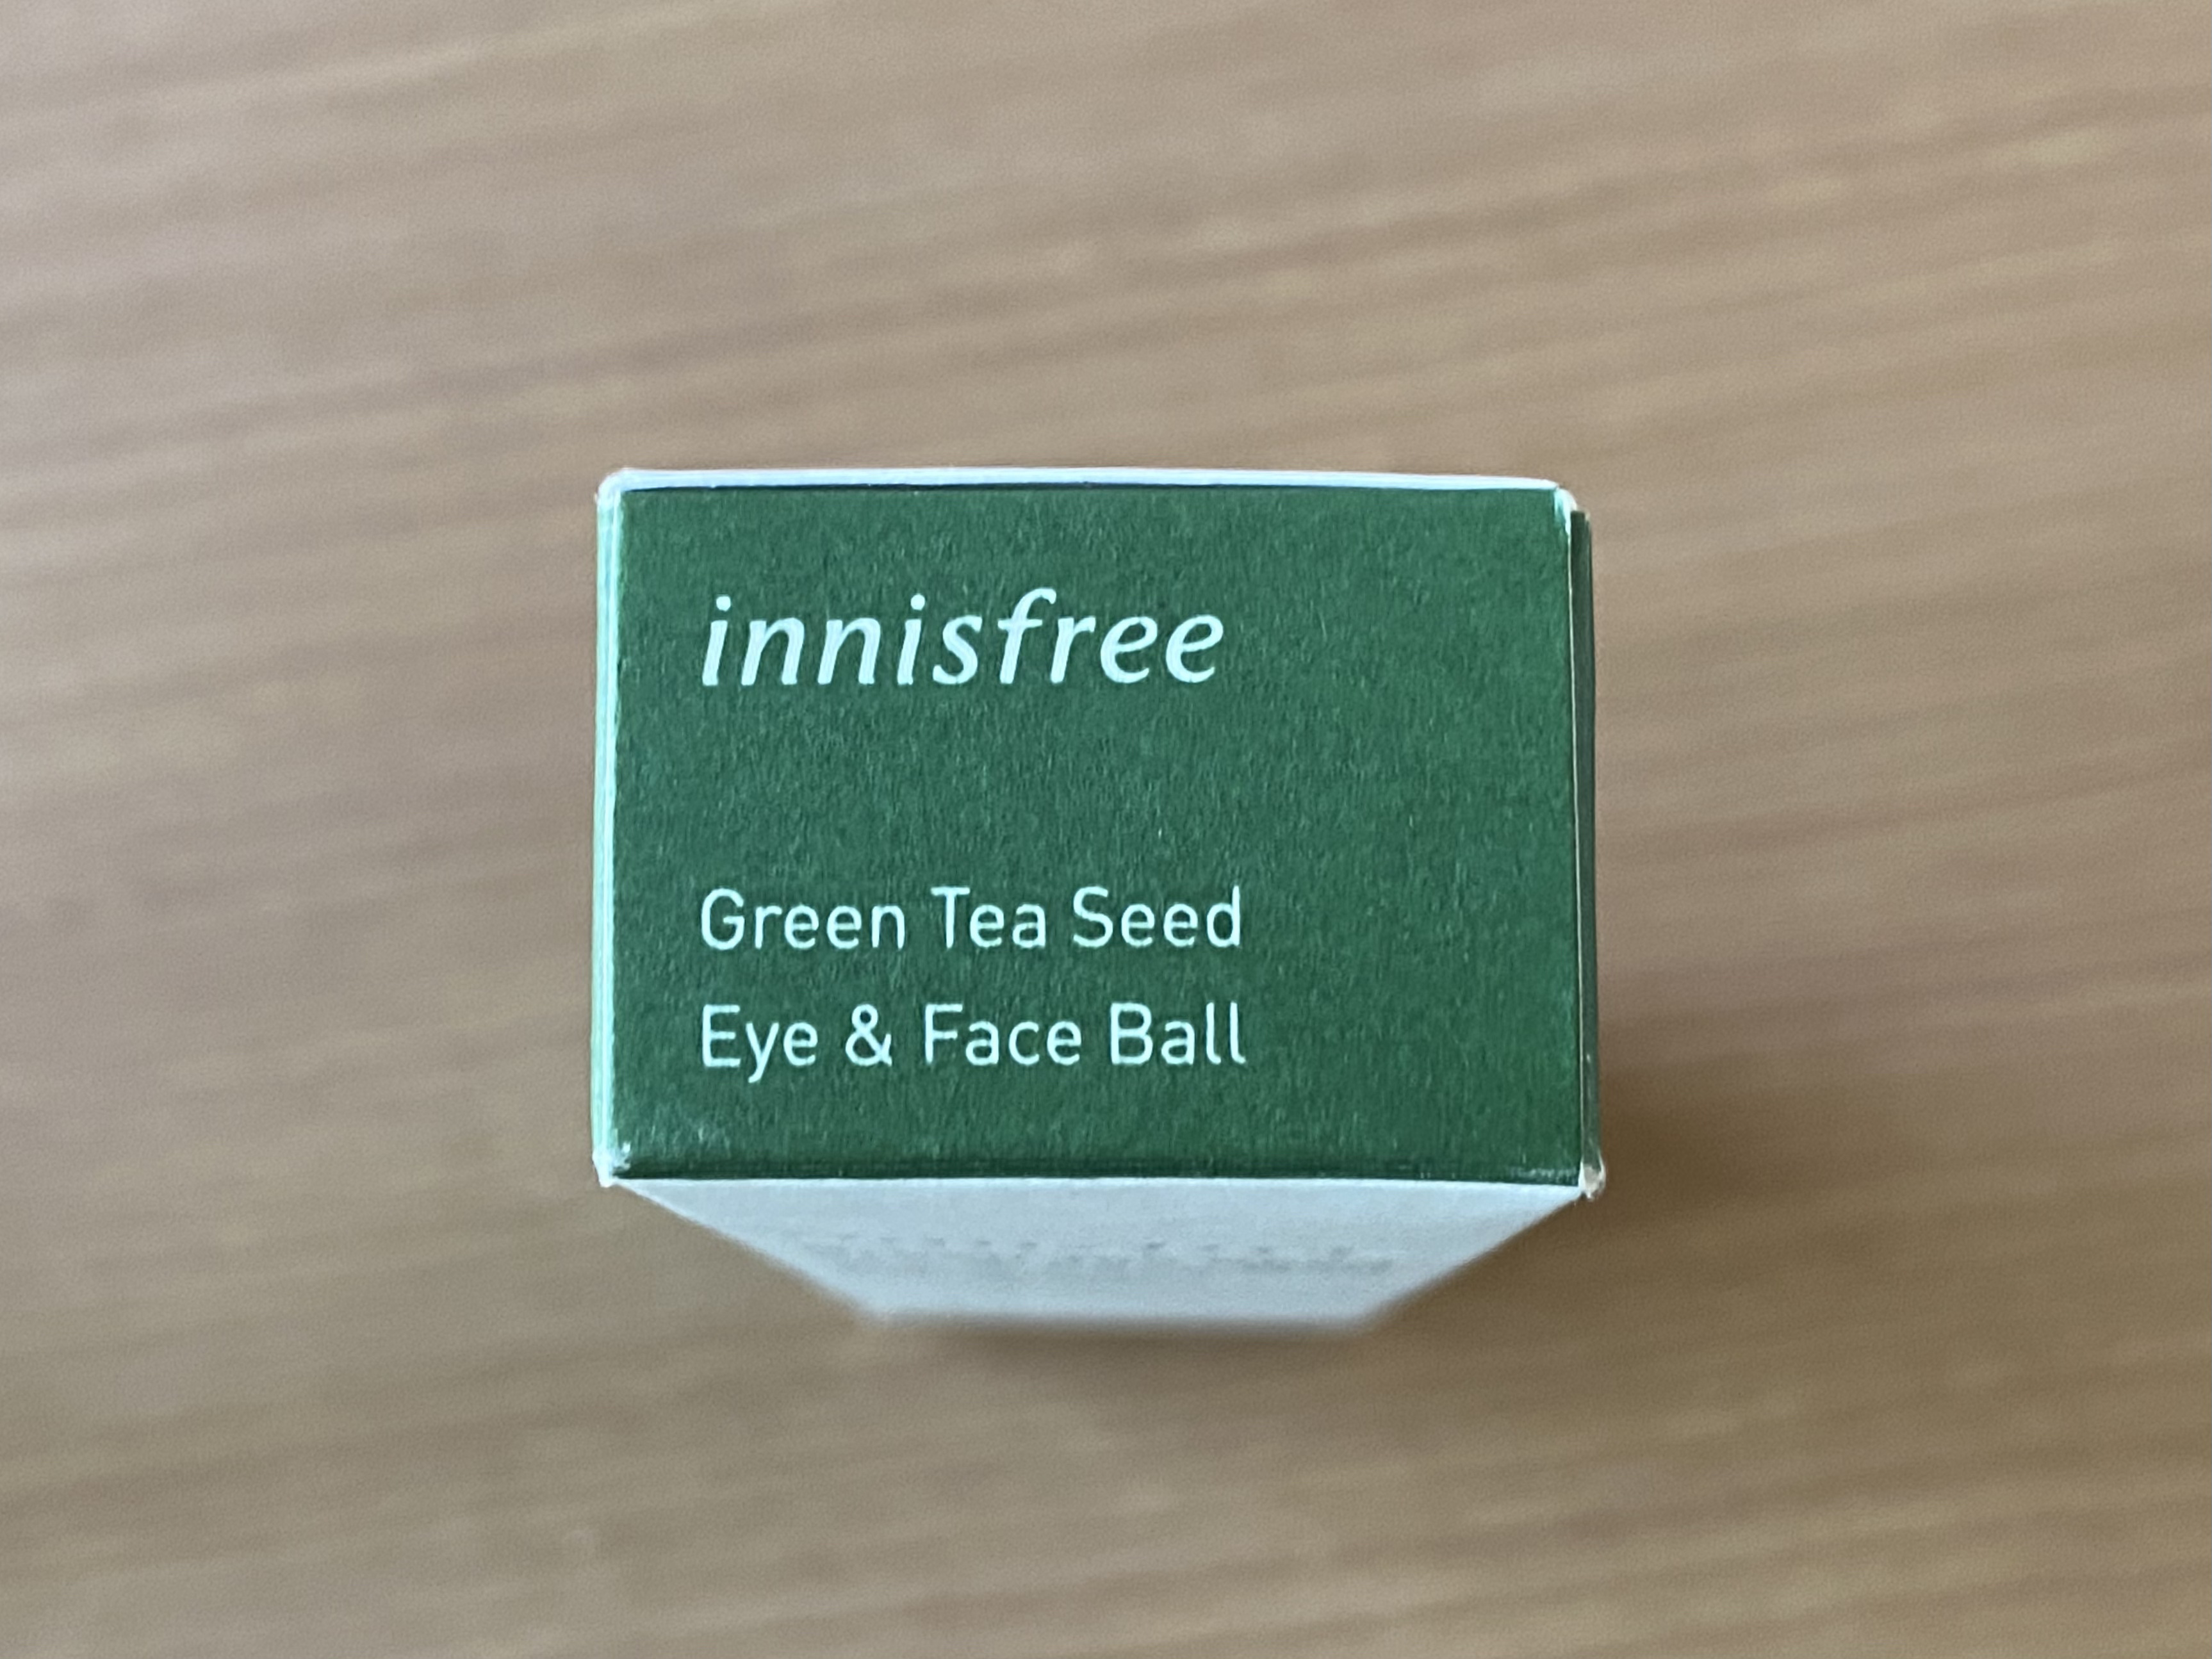 innisfree
Green Tea Seed
Eye & Face Ball